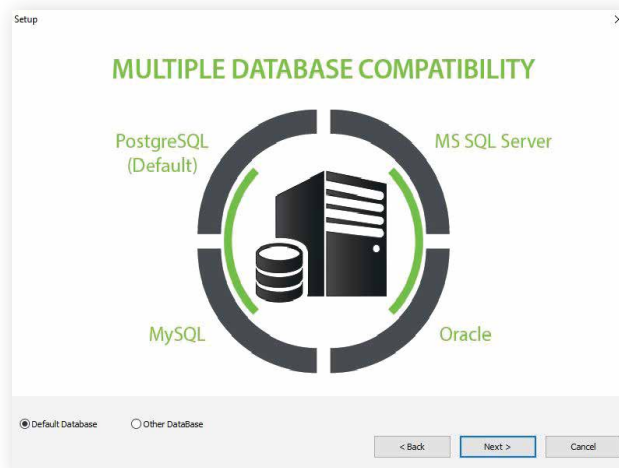 Setup
MULTIPLE DATABASE COMPATIBILITY
PostgreSQL
(Default)
MS SQL Server
MySQL
Oracle
Default Database
Other DataBase
< Back
Next >
Cancel